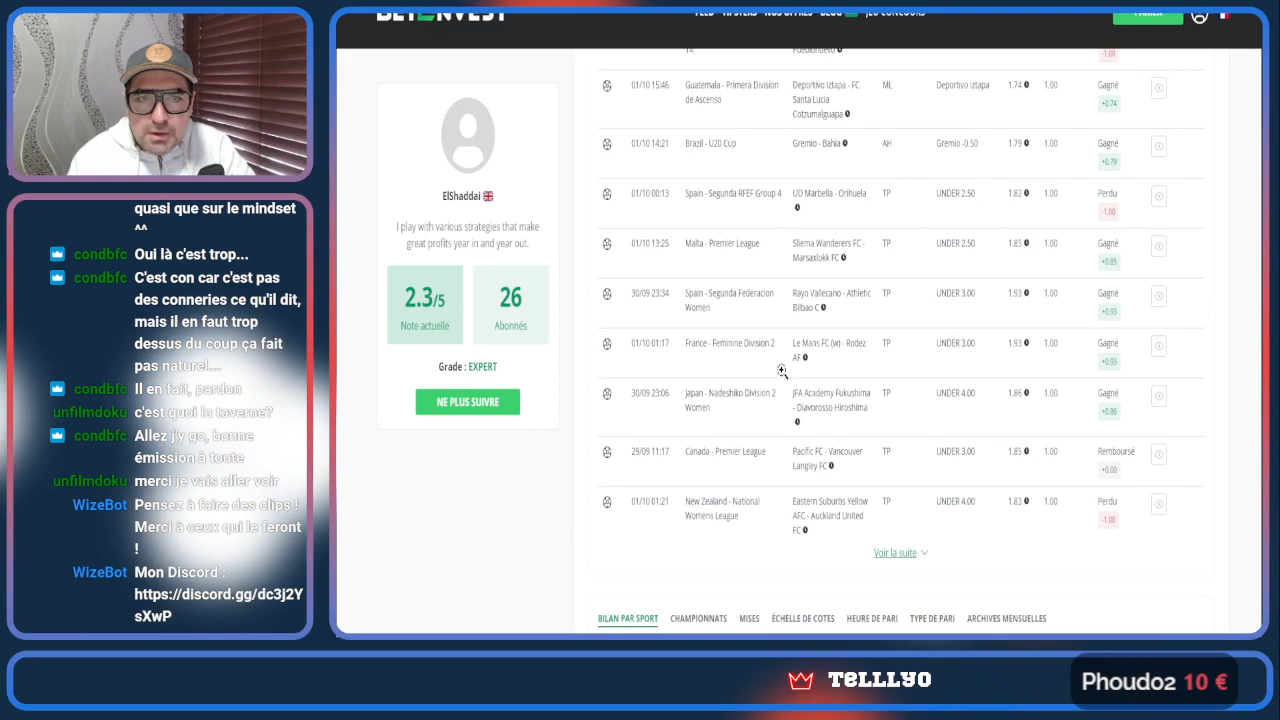 quasi que sur le mindset
^^
condbfc Oui là c'est trop...
condbfc C'est con car c'est pas
des conneries ce qu'il dit,
mais il en faut trop
dessus du coup ça fait
pas naturel...
condbfc Il en fait, pardon
unfilmdoku c'est quoi la taverne?
condbfc Allez j'y go, bonne
émission à toute
unfilmdoku merci je vais aller voir
WizeBot Pensez à faire des clips !
Merci à ceux qui le feront
!
WizeBot Mon Discord :
https://discord.gg/dc3j2Y
sXwP
ElShaddai
I play with various strategies that make
great profits year in and year out.
2.3/5 26
Note actuelle Abonnés
Grade : EXPERT
NE PLUS SUIVRE
14 Pueblonuevo -1.00
01/10 15:46 Guatemala - Primera Division Deportivo Iztapa - FC ML Deportivo Iztapa 1.74 1.00 Gagné
de Ascenso Santa Lucia +0.74
Cotzumalguapa
01/10 14:21 Brazil - U20 Cup Gremio - Bahia AH Gremio -0.50 1.79 1.00 Gagné
+0.79
01/10 00:13 Spain - Segunda RFEF Group 4 UD Marbella - Orihuela TP UNDER 2.50 1.82 1.00 Perdu
-1.00
01/10 13:25 Malta - Premier League Sliema Wanderers FC - TP UNDER 2.50 1.85 1.00 Gagné
Marsaxlokk FC +0.85
30/09 23:34 Spain - Segunda Federacion Rayo Vallecano - Athletic TP UNDER 3.00 1.93 1.00 Gagné
Women Bilbao C +0.93
01/10 01:17 France - Feminine Division 2 Le Mans FC (w) - Rodez TP UNDER 3.00 1.93 1.00 Gagné
AF +0.93
30/09 23:06 Japan - Nadeshiko Division 2 JFA Academy Fukushima TP UNDER 4.00 1.86 1.00 Gagné
Women - Diavorosso Hiroshima +0.86
29/09 11:17 Canada - Premier League Pacific FC - Vancouver TP UNDER 3.00 1.85 1.00 Remboursé
Langley FC +0.00
01/10 01:21 New Zealand - National Eastern Suburbs Yellow TP UNDER 4.00 1.83 1.00 Perdu
Womens League AFC - Auckland United -1.00
FC
Voir la suite
BILAN PAR SPORT CHAMPIONNATS MISES ÉCHELLE DE COTES HEURE DE PARI TYPE DE PARI ARCHIVES MENSUELLES
TELLLYO
Phoudo2 10 €